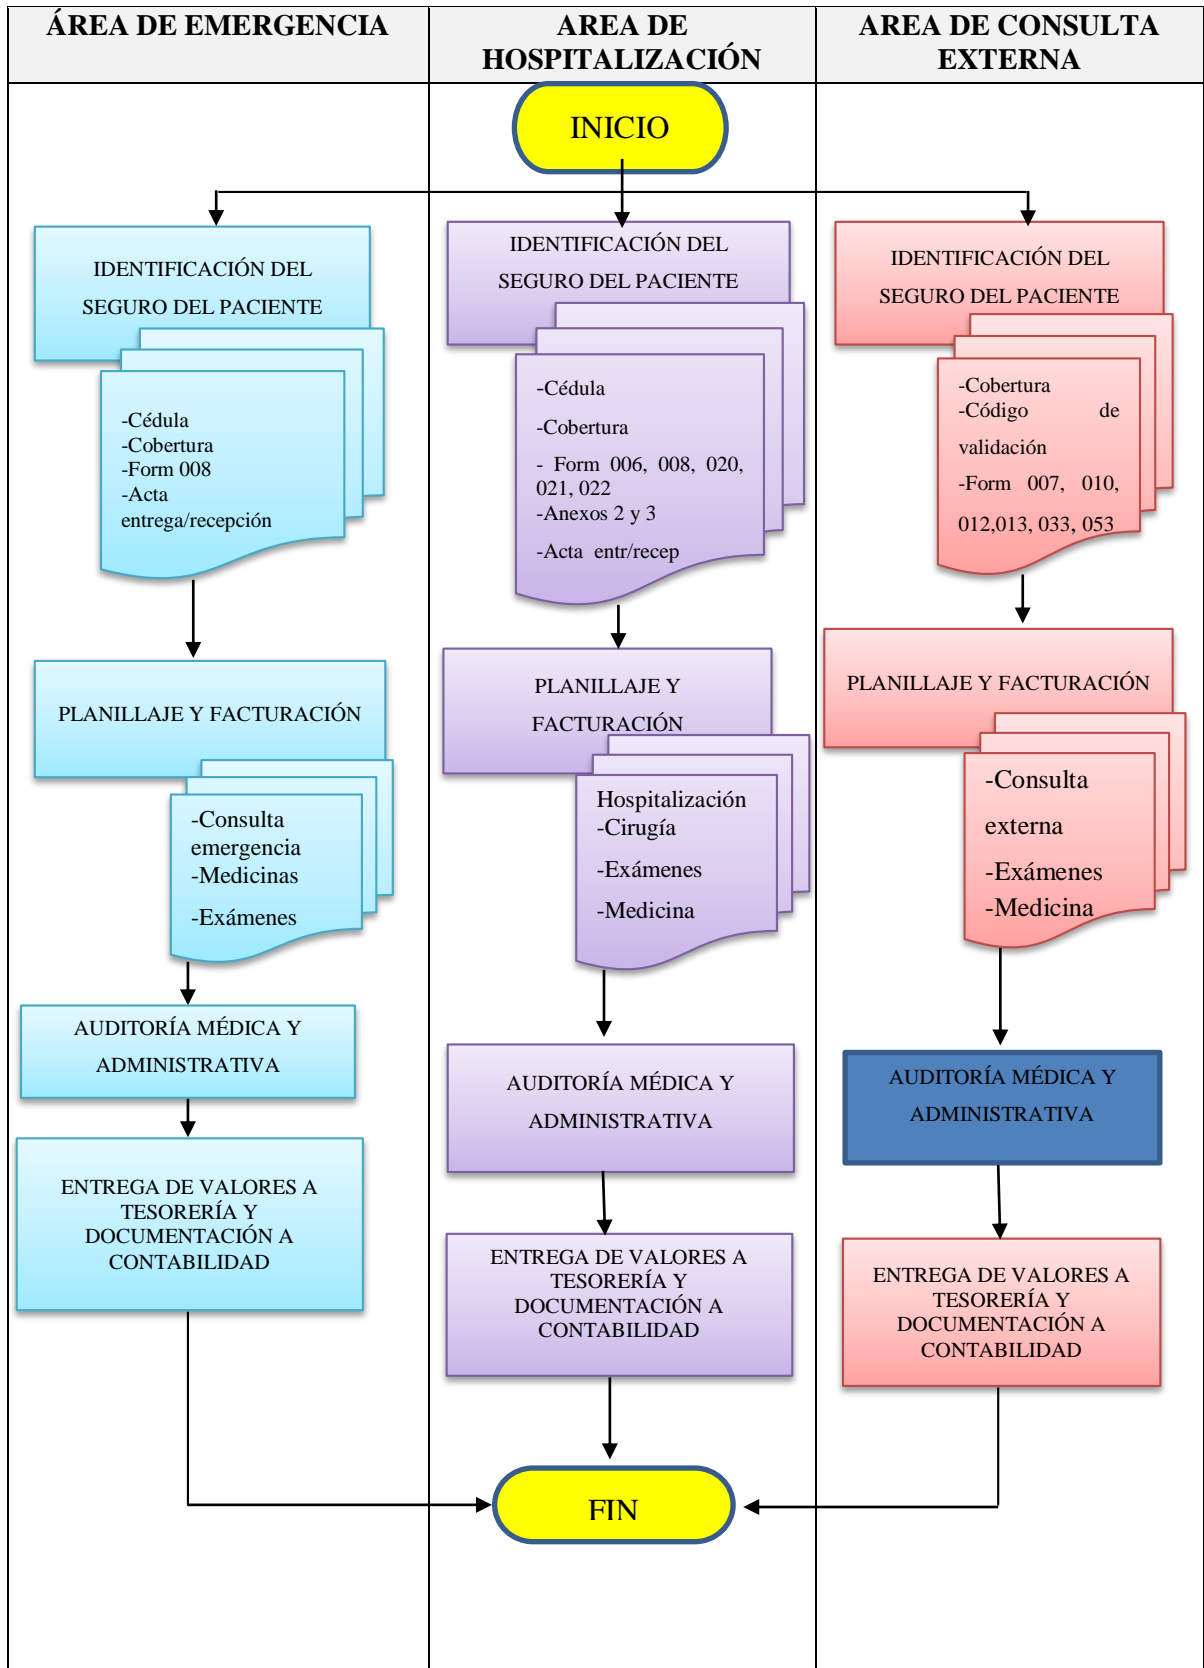 ÁREA DE EMERGENCIA
AREA DE
HOSPITALIZACIÓN
AREA DE CONSULTA
EXTERNA
INICIO
IDENTIFICACIÓN DEL
SEGURO DEL PACIENTE
-Cédula
-Cobertura
-Form 008
-Acta
entrega/recepción
PLANILLAJE Y FACTURACIÓN
-Consulta
emergencia
-Medicinas
-Exámenes
AUDITORÍA MÉDICA Y
ADMINISTRATIVA
ENTREGA DE VALORES A
TESORERÍA Y
DOCUMENTACIÓN A
CONTABILIDAD
IDENTIFICACIÓN DEL
SEGURO DEL PACIENTE
-Cédula
-Cobertura
- Form 006, 008, 020,
021, 022
-Anexos 2 y 3
-Acta entr/recep
PLANILLAJE Y
FACTURACIÓN
Hospitalización
-Cirugía
-Exámenes
-Medicina
AUDITORÍA MÉDICA Y
ADMINISTRATIVA
ENTREGA DE VALORES A
TESORERÍA Y
DOCUMENTACIÓN A
CONTABILIDAD
IDENTIFICACIÓN DEL
SEGURO DEL PACIENTE
-Cobertura
-Código de
validación
-Form 007, 010,
012,013, 033, 053
PLANILLAJE Y FACTURACIÓN
-Consulta
externa
-Exámenes
-Medicina
AUDITORÍA MÉDICA Y
ADMINISTRATIVA
ENTREGA DE VALORES A
TESORERÍA Y
DOCUMENTACIÓN A
CONTABILIDAD
FIN